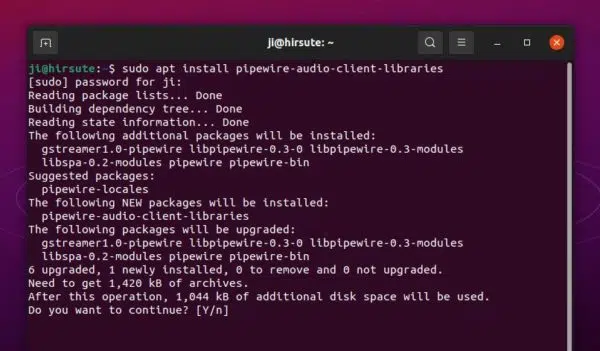 ji@hirsute: ~
ji@hirsute:~$ sudo apt install pipewire-audio-client-libraries
[sudo] password for ji:
Reading package lists... Done
Building dependency tree... Done
Reading state information... Done
The following additional packages will be installed:
  gstreamer1.0-pipewire libpipewire-0.3-0 libpipewire-0.3-modules
  libspa-0.2-modules pipewire pipewire-bin
Suggested packages:
  pipewire-locales
The following NEW packages will be installed:
  pipewire-audio-client-libraries
The following packages will be upgraded:
  gstreamer1.0-pipewire libpipewire-0.3-0 libpipewire-0.3-modules
  libspa-0.2-modules pipewire pipewire-bin
6 upgraded, 1 newly installed, 0 to remove and 0 not upgraded.
Need to get 1,420 kB of archives.
After this operation, 1,044 kB of additional disk space will be used.
Do you want to continue? [Y/n]